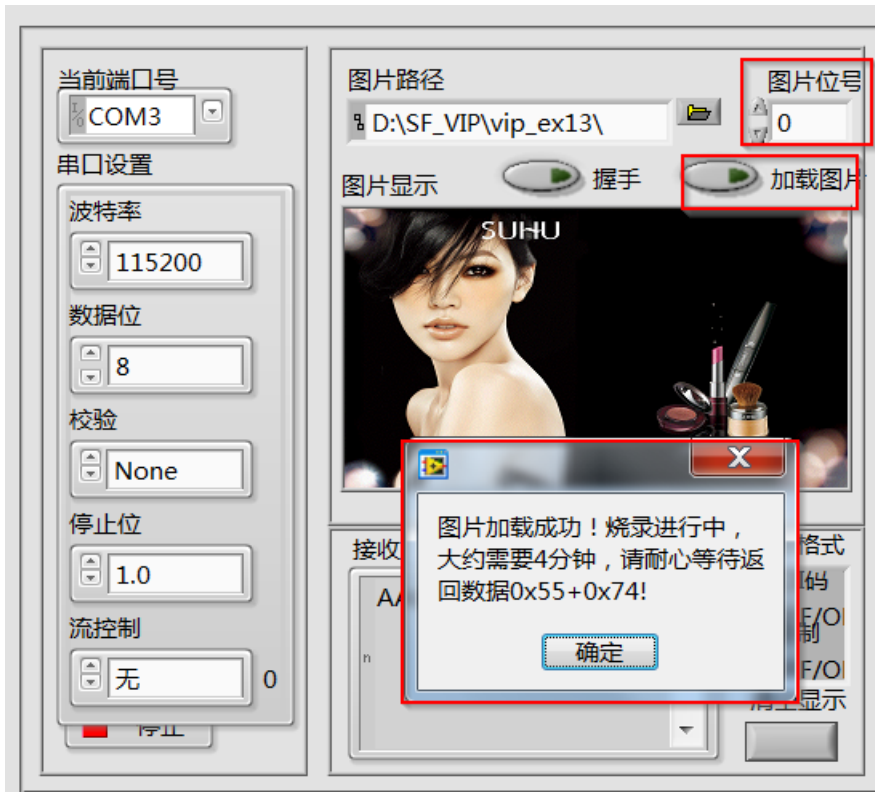 当前端口号
COM3
串口设置
波特率
115200
数据位
8
校验
None
停止位
1.0
流控制
无
0
停止
图片路径
D:\SF_VIP\vip_ex13\
图片位号
0
图片显示
握手
加载图片
SUHU
图片加载成功！烧录进行中，
大约需要4分钟，请耐心等待返
回数据0x55+0x74!
确定
接收
格式
码
制
清空显示